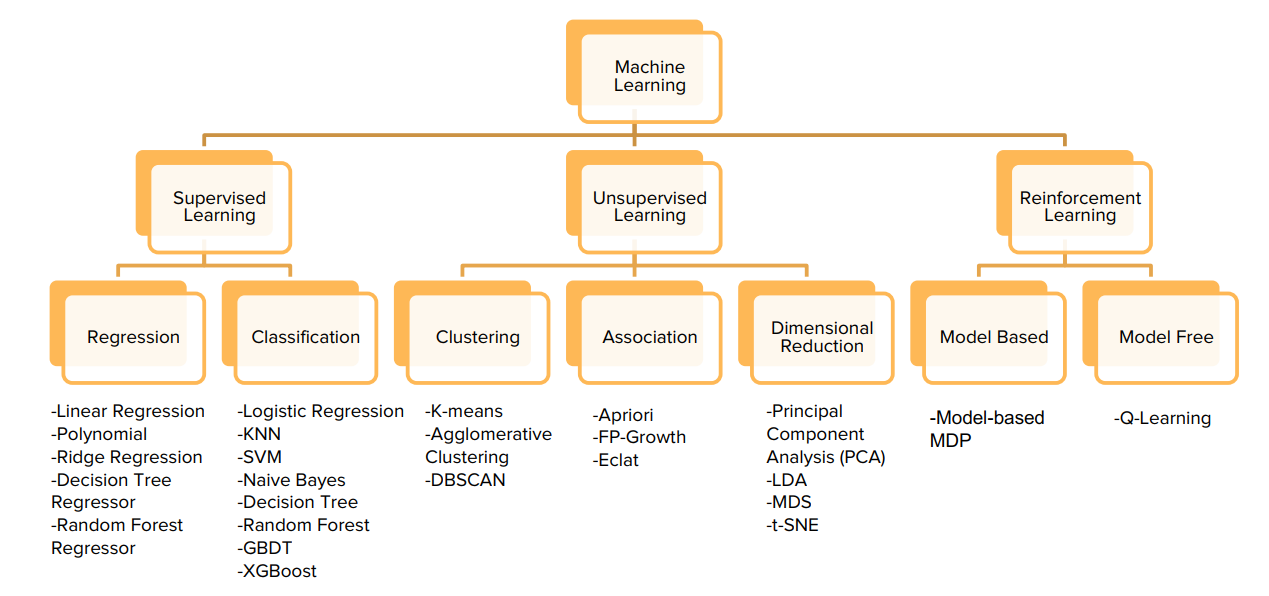 Machine
Learning
Supervised
Learning
Unsupervised
Learning
Reinforcement
Learning
Regression
Classification
Clustering
Association
Dimensional
Reduction
Model Based
Model Free
-Linear Regression
-Polynomial
-Ridge Regression
-Decision Tree
Regressor
-Random Forest
Regressor
-Logistic Regression
-KNN
-SVM
-Naive Bayes
-Decision Tree
-Random Forest
-GBDT
-XGBoost
-K-means
-Agglomerative
Clustering
-DBSCAN
-Apriori
-FP-Growth
-Eclat
-Principal
Component
Analysis (PCA)
-LDA
-MDS
-t-SNE
-Model-based
MDP
-Q-Learning